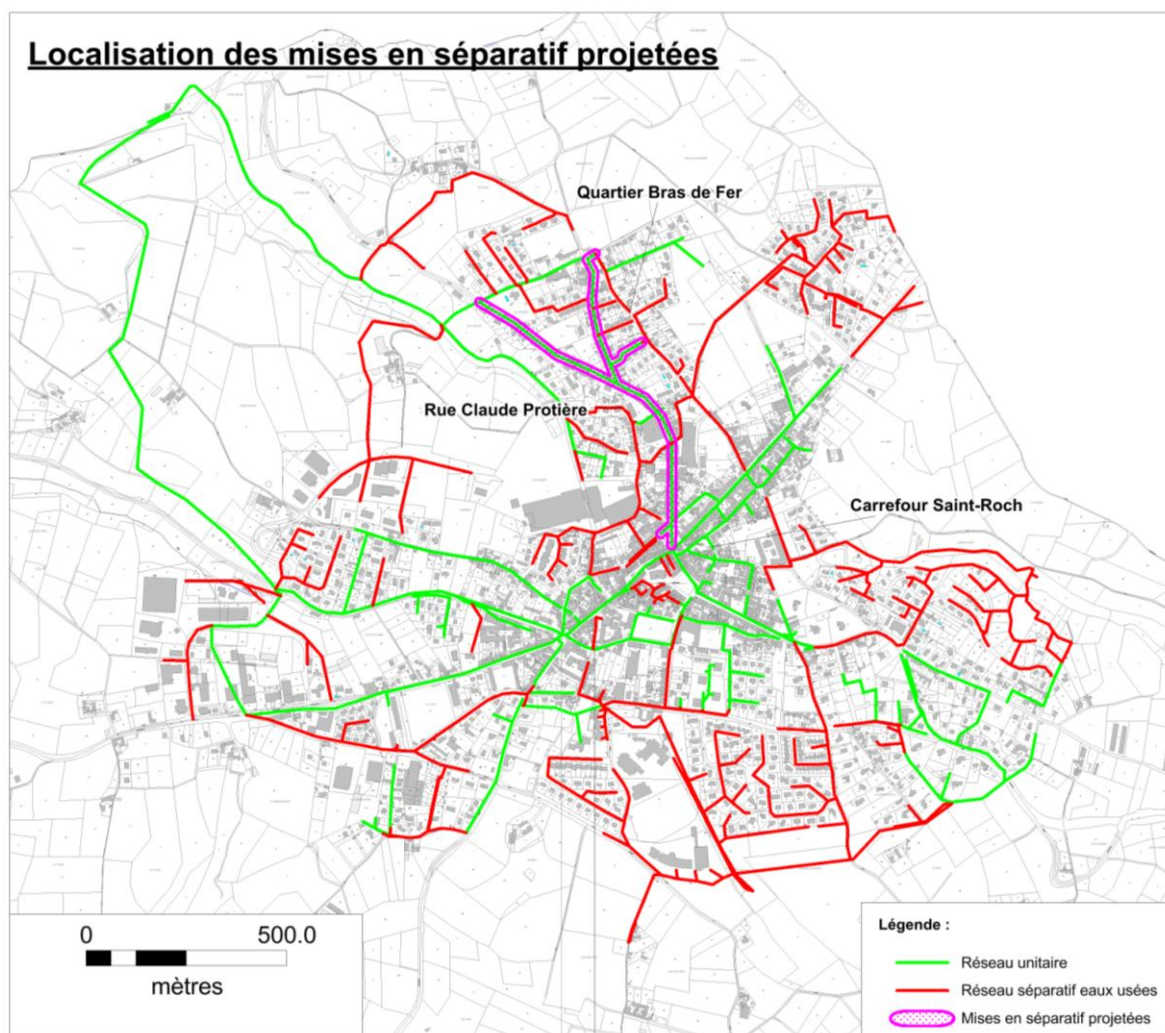 Localisation des mises en séparatif projetées
Quartier Bras de Fer
Rue Claude Protière
Carrefour Saint-Roch
0 500.0
mètres
Légende :
Réseau unitaire
Réseau séparatif eaux usées
Mises en séparatif projetées